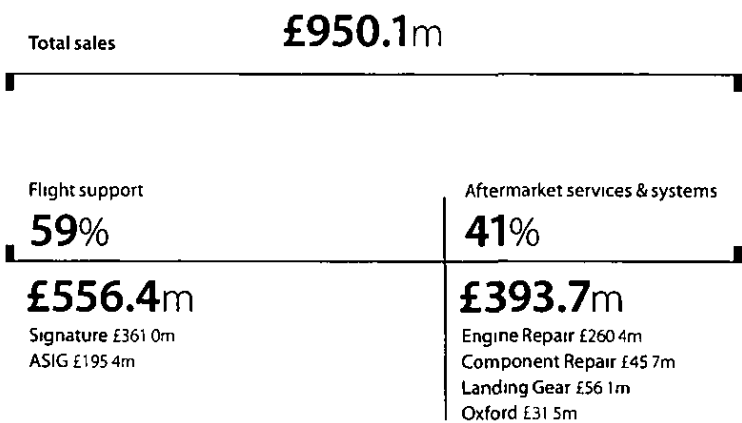 Total sales
£950.1m
Flight support
59%
£556.4m
Signature £361 0m
ASIG £195 4m
Aftermarket services & systems
41%
£393.7m
Engine Repair £260 4m
Component Repair £45 7m
Landing Gear £56 1m
Oxford £31 5m